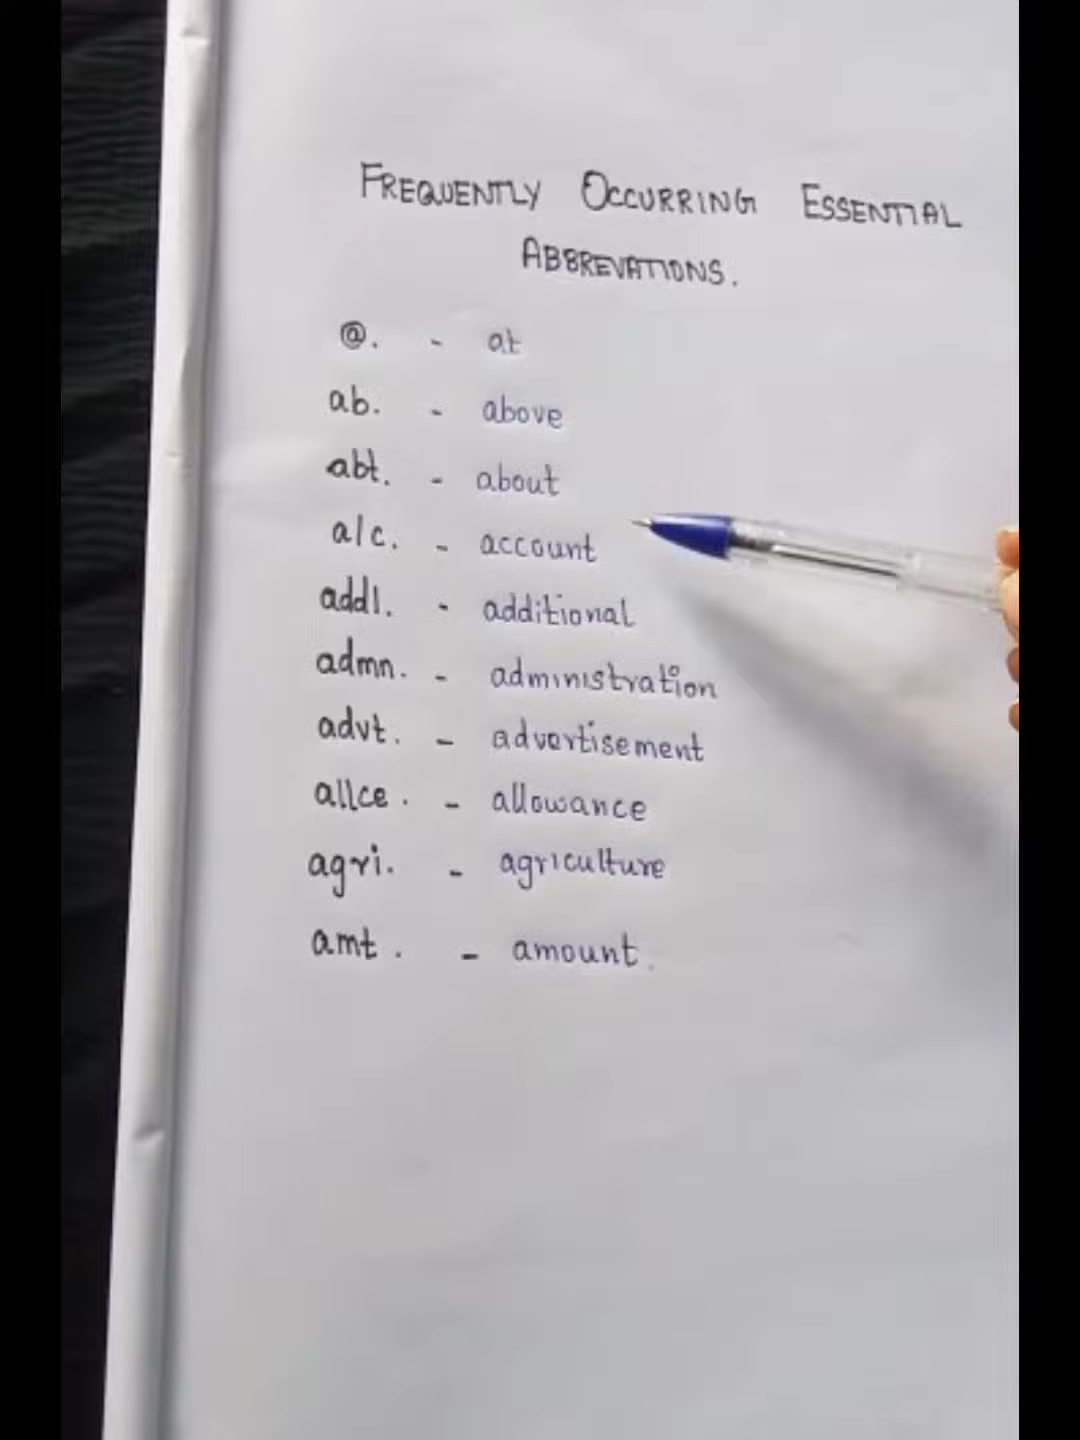 FREQUENTLY OCCURRING ESSENTIAL
ABBREVATIONS.
@. - at
ab. - above
abt. - about
a/c. - account
addl. - additional
admn. - administration
advt. - advertisement
allce. - allowance
agri. - agriculture
amt. - amount.